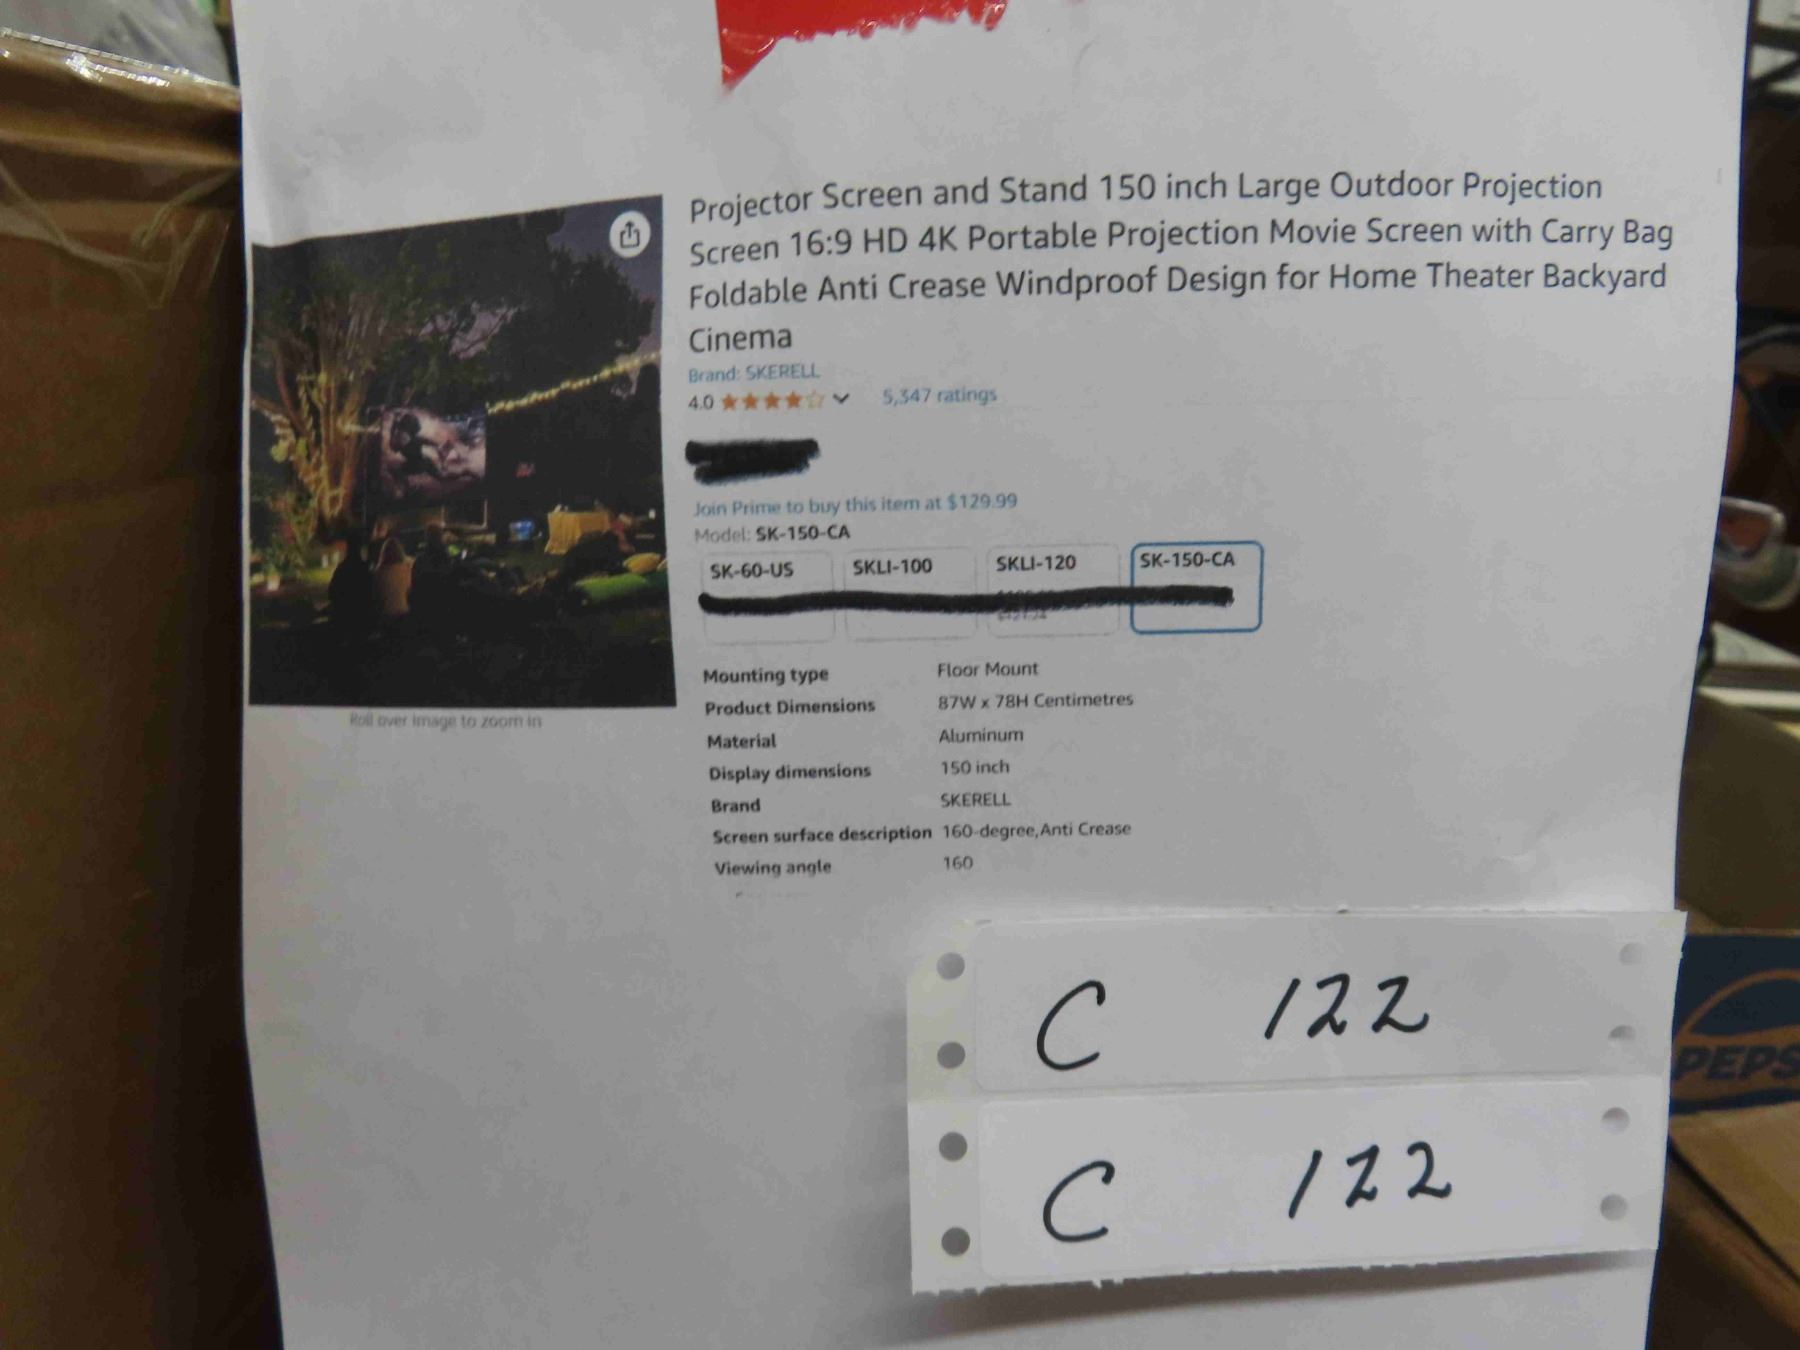 Projector Screen and Stand 150 inch Large Outdoor Projection
Screen 16:9 HD 4K Portable Projection Movie Screen with Carry Bag
Foldable Anti Crease Windproof Design for Home Theater Backyard
Cinema
Brand: SKERELL
4.0 5,347 ratings
Join Prime to buy this item at $129.99
Model: SK-150-CA
SK-60-US SKLI-100 SKLI-120 SK-150-CA
Roll over image to zoom in
Mounting type Floor Mount
Product Dimensions 87W x 78H Centimetres
Material Aluminum
Display dimensions 150 inch
Brand SKERELL
Screen surface description 160-degree,Anti Crease
Viewing angle 160
C 122
C 122
PEPS